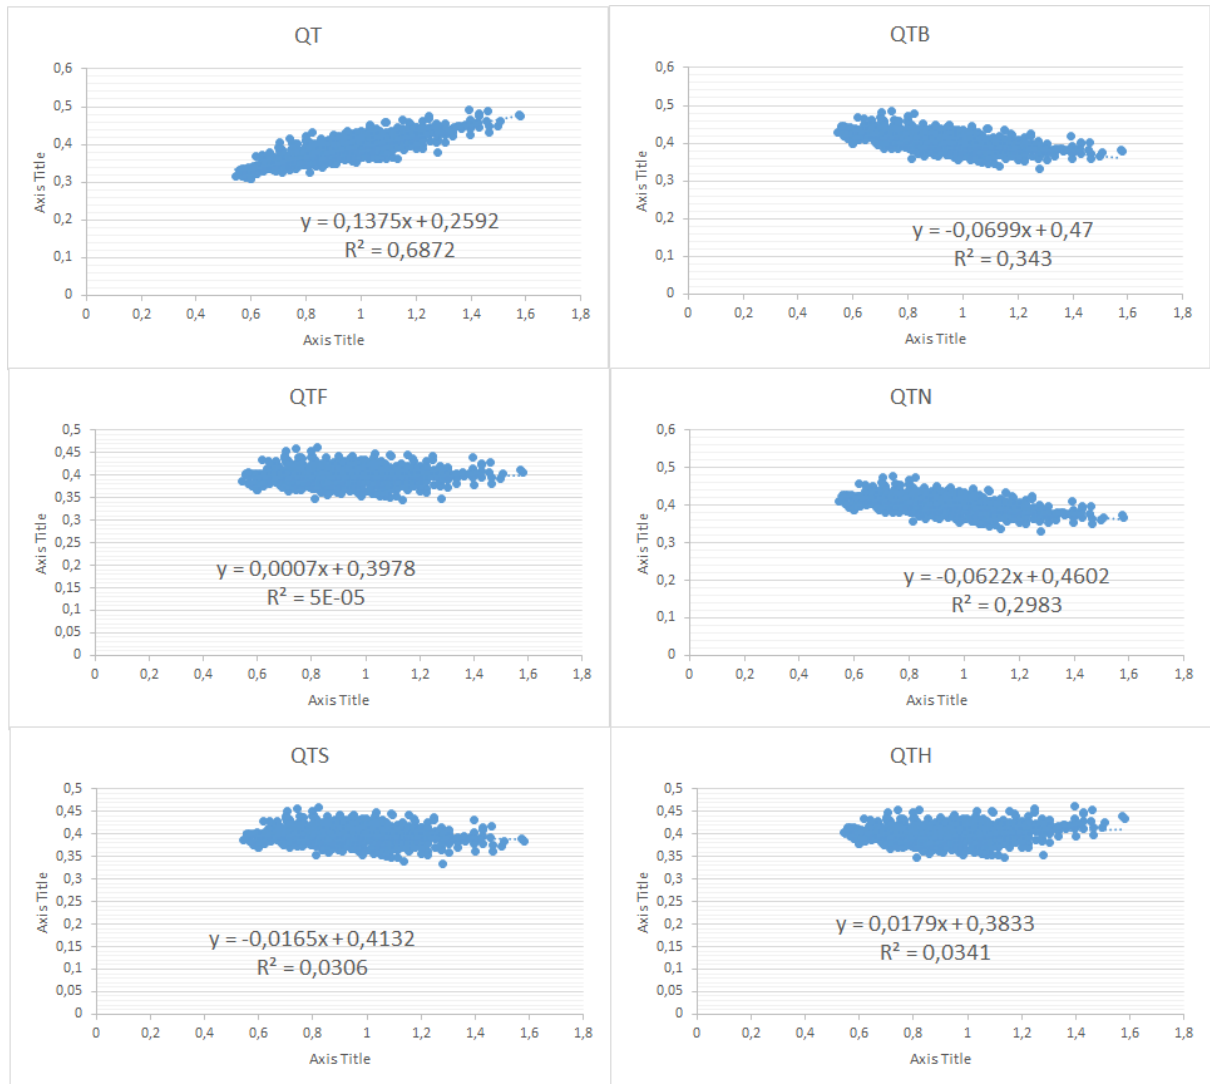 QT
0,6
0,5
0,4
0,3
0,2
0,1
0
Axis Title
y = 0,1375x + 0,2592
R² = 0,6872
0 0,2 0,4 0,6 0,8 1 1,2 1,4 1,6 1,8
Axis Title
QTB
0,6
0,5
0,4
0,3
0,2
0,1
0
Axis Title
y = -0,0699x + 0,47
R² = 0,343
0 0,2 0,4 0,6 0,8 1 1,2 1,4 1,6 1,8
Axis Title
QTF
0,5
0,45
0,4
0,35
0,3
0,25
0,2
0,15
0,1
0,05
0
Axis Title
y = 0,0007x + 0,3978
R² = 5E-05
0 0,2 0,4 0,6 0,8 1 1,2 1,4 1,6 1,8
Axis Title
QTN
0,6
0,5
0,4
0,3
0,2
0,1
0
Axis Title
y = -0,0622x + 0,4602
R² = 0,2983
0 0,2 0,4 0,6 0,8 1 1,2 1,4 1,6 1,8
Axis Title
QTS
0,5
0,45
0,4
0,35
0,3
0,25
0,2
0,15
0,1
0,05
0
Axis Title
y = -0,0165x + 0,4132
R² = 0,0306
0 0,2 0,4 0,6 0,8 1 1,2 1,4 1,6 1,8
Axis Title
QTH
0,5
0,45
0,4
0,35
0,3
0,25
0,2
0,15
0,1
0,05
0
Axis Title
y = 0,0179x + 0,3833
R² = 0,0341
0 0,2 0,4 0,6 0,8 1 1,2 1,4 1,6 1,8
Axis Title